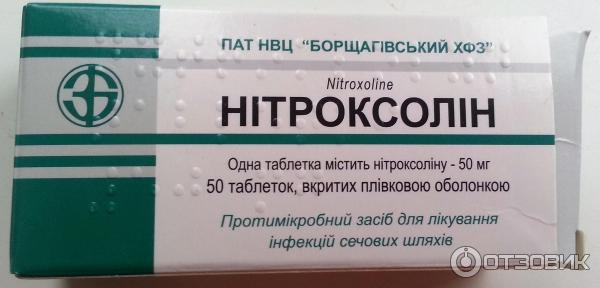 ПАТ НВЦ "БОРЩАГІВСЬКИЙ ХФЗ"
Nitroxoline
НІТРОКСОЛІН
Одна таблетка містить нітроксоліну - 50 мг
50 таблеток, вкритих плівковою оболонкою
Протимікробний засіб для лікування
інфекцій сечових шляхів
ОТЗОВИК